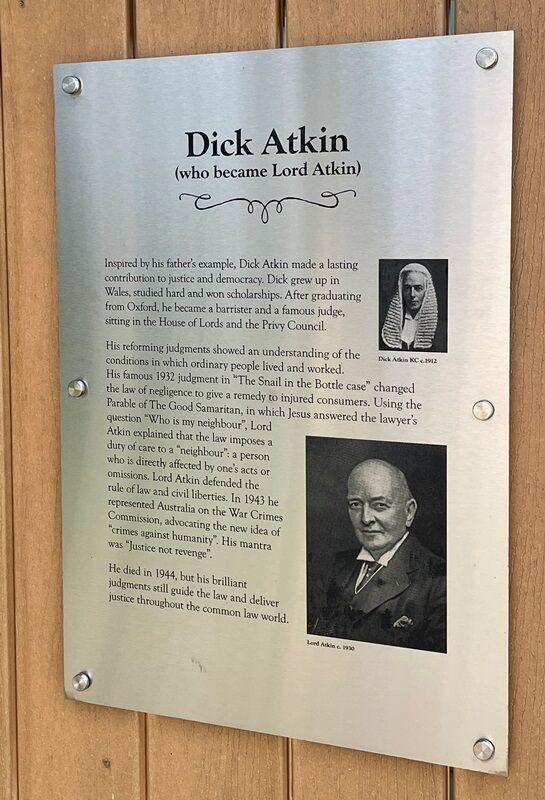 Dick Atkin
(who became Lord Atkin)
Inspired by his father's example, Dick Atkin made a lasting
contribution to justice and democracy. Dick grew up in
Wales, studied hard and won scholarships. After graduating
from Oxford, he became a barrister and a famous judge,
sitting in the House of Lords and the Privy Council.
Dick Atkin KC c.1912
His reforming judgments showed an understanding of the
conditions in which ordinary people lived and worked.
His famous 1932 judgment in "The Snail in the Bottle case" changed
the law of negligence to give a remedy to injured consumers. Using the
Parable of The Good Samaritan, in which Jesus answered the lawyer's
question "Who is my neighbour", Lord
Atkin explained that the law imposes a
duty of care to a "neighbour": a person
who is directly affected by one's acts or
omissions. Lord Atkin defended the
rule of law and civil liberties. In 1943 he
represented Australia on the War Crimes
Commission, advocating the new idea of
"crimes against humanity". His mantra
was "Justice not revenge".
He died in 1944, but his brilliant
judgments still guide the law and deliver
justice throughout the common law world.
Lord Atkin c. 1930